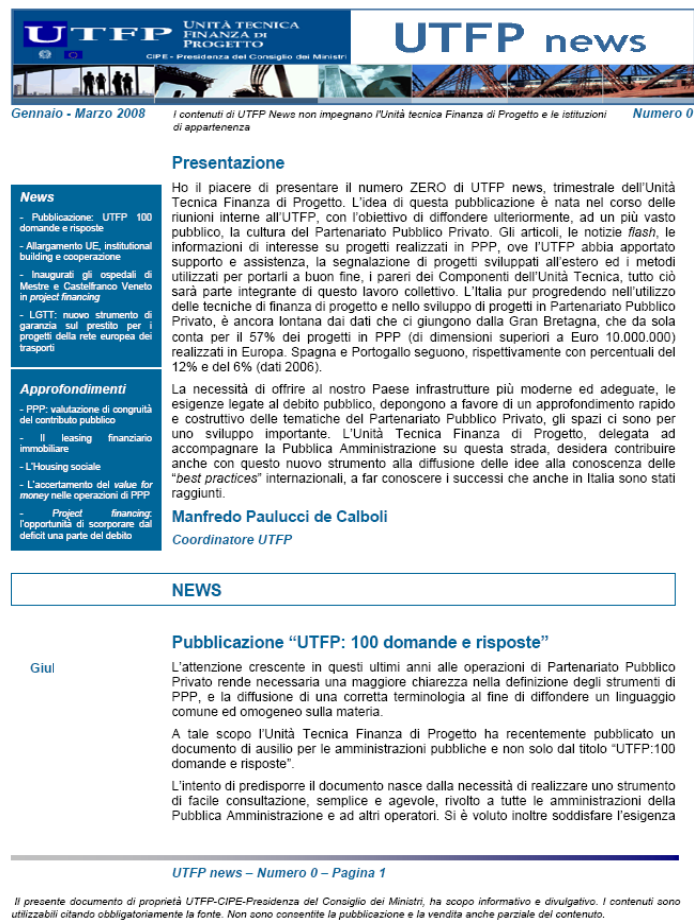 UTFP
UNITÀ TECNICA
FINANZA DI
PROGETTO
CIPE - Presidenza del Consiglio dei Ministri
UTFP news
Gennaio - Marzo 2008
I contenuti di UTFP News non impegnano l'Unità tecnica Finanza di Progetto e le istituzioni
di appartenenza
Numero 0
News
- Pubblicazione: UTFP 100
domande e risposte
- Allargamento UE, institutional
building e cooperazione
- Inaugurati gli ospedali di
Mestre e Castelfranco Veneto
in project financing
- LGTT: nuovo strumento di
garanzia sul prestito per i
progetti della rete europea dei
trasporti
Approfondimenti
- PPP: valutazione di congruità
del contributo pubblico
- Il leasing finanziario
immobiliare
- L'Housing sociale
- L'accertamento del value for
money nelle operazioni di PPP
- Project financing:
l'opportunità di scorporare dal
deficit una parte del debito
Presentazione
Ho il piacere di presentare il numero ZERO di UTFP news, trimestrale dell'Unità
Tecnica Finanza di Progetto. L'idea di questa pubblicazione è nata nel corso delle
riunioni interne all'UTFP, con l'obiettivo di diffondere ulteriormente, ad un più vasto
pubblico, la cultura del Partenariato Pubblico Privato. Gli articoli, le notizie flash, le
informazioni di interesse su progetti realizzati in PPP, ove l'UTFP abbia apportato
supporto e assistenza, la segnalazione di progetti sviluppati all'estero ed i metodi
utilizzati per portarli a buon fine, i pareri dei Componenti dell'Unità Tecnica, tutto ciò
sarà parte integrante di questo lavoro collettivo. L'Italia pur progredendo nell'utilizzo
delle tecniche di finanza di progetto e nello sviluppo di progetti in Partenariato Pubblico
Privato, è ancora lontana dai dati che ci giungono dalla Gran Bretagna, che da sola
conta per il 57% dei progetti in PPP (di dimensioni superiori a Euro 10.000.000)
realizzati in Europa. Spagna e Portogallo seguono, rispettivamente con percentuali del
12% e del 6% (dati 2006).
La necessità di offrire al nostro Paese infrastrutture più moderne ed adeguate, le
esigenze legate al debito pubblico, depongono a favore di un approfondimento rapido
e costruttivo delle tematiche del Partenariato Pubblico Privato, gli spazi ci sono per
uno sviluppo importante. L'Unità Tecnica Finanza di Progetto, delegata ad
accompagnare la Pubblica Amministrazione su questa strada, desidera contribuire
anche con questo nuovo strumento alla diffusione delle idee alla conoscenza delle
"best practices" internazionali, a far conoscere i successi che anche in Italia sono stati
raggiunti.
Manfredo Paulucci de Calboli
Coordinatore UTFP
NEWS
Pubblicazione "UTFP: 100 domande e risposte"
Giul
L'attenzione crescente in questi ultimi anni alle operazioni di Partenariato Pubblico
Privato rende necessaria una maggiore chiarezza nella definizione degli strumenti di
PPP, e la diffusione di una corretta terminologia al fine di diffondere un linguaggio
comune ed omogeneo sulla materia.
A tale scopo l'Unità Tecnica Finanza di Progetto ha recentemente pubblicato un
documento di ausilio per le amministrazioni pubbliche e non solo dal titolo "UTFP:100
domande e risposte".
L'intento di predisporre il documento nasce dalla necessità di realizzare uno strumento
di facile consultazione, semplice e agevole, rivolto a tutte le amministrazioni della
Pubblica Amministrazione e ad altri operatori. Si è voluto inoltre soddisfare l'esigenza
UTFP news – Numero 0 – Pagina 1
Il presente documento di proprietà UTFP-CIPE-Presidenza del Consiglio dei Ministri, ha scopo informativo e divulgativo. I contenuti sono
utilizzabili citando obbligatoriamente la fonte. Non sono consentite la pubblicazione e la vendita anche parziale del contenuto.